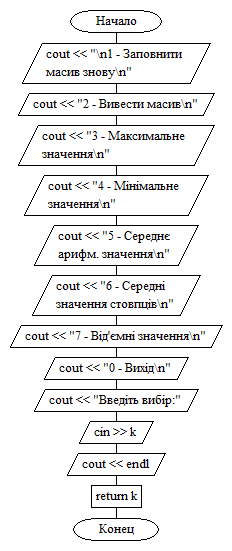 Начало
cout << "\n1 - Заповнити
масив знову\n"
cout << "2 - Вивести масив\n"
cout << "3 - Максимальне
значення\n"
cout << "4 - Мінімальне
значення\n"
cout << "5 - Середнє
арифм. значення\n"
cout << "6 - Середні
значення стовпців\n"
cout << "7 - Від'ємні значення\n"
cout << "0 - Вихід\n"
cout << "Введіть вибір:"
cin >> k
cout << endl
return k
Конец